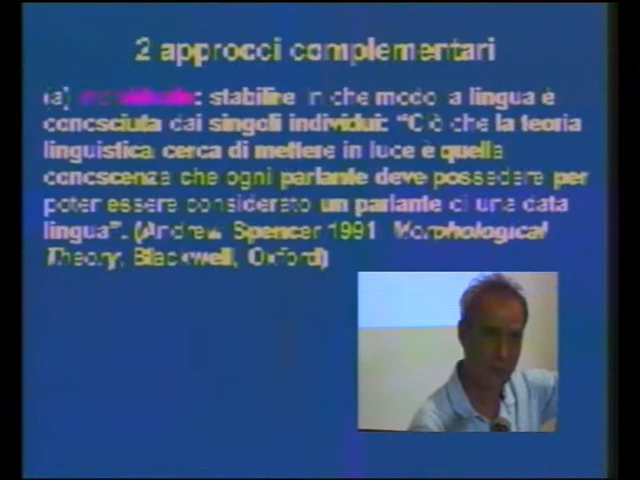 2 approcci complementari
(a) individuale: stabilire in che modo la lingua è
conosciuta dai singoli individui: “Ciò che la teoria
linguistica cerca di mettere in luce è quella
conoscenza che ogni parlante deve possedere per
poter essere considerato un parlante di una data
lingua”. (Andrew Spencer 1991 Morphological
Theory, Blackwell, Oxford)